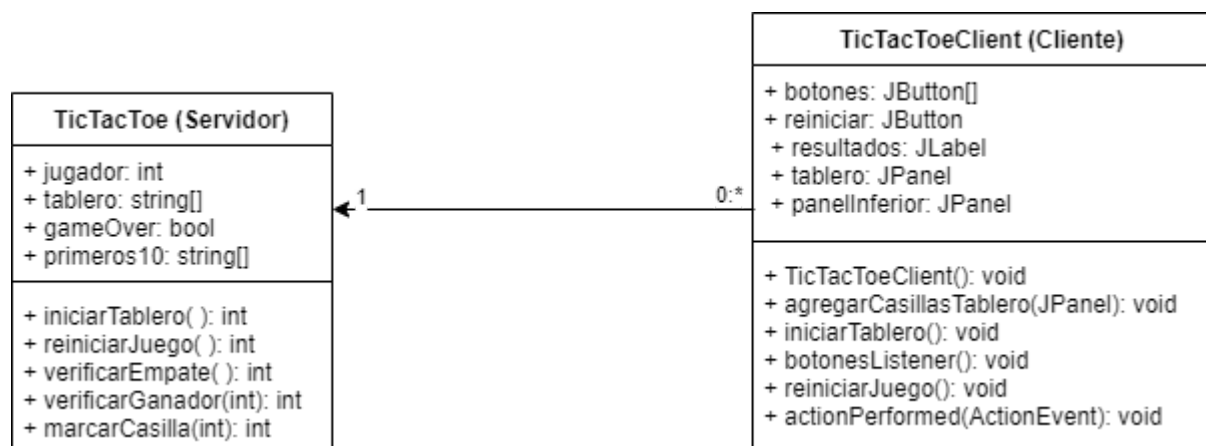 TicTacToe (Servidor)
+ jugador: int
+ tablero: string[]
+ gameOver: bool
+ primeros10: string[]
+ iniciarTablero( ): int
+ reiniciarJuego( ): int
+ verificarEmpate( ): int
+ verificarGanador(int): int
+ marcarCasilla(int): int
1
0:*
TicTacToeClient (Cliente)
+ botones: JButton[]
+ reiniciar: JButton
+ resultados: JLabel
+ tablero: JPanel
+ panelInferior: JPanel
+ TicTacToeClient(): void
+ agregarCasillasTablero(JPanel): void
+ iniciarTablero(): void
+ botonesListener(): void
+ reiniciarJuego(): void
+ actionPerformed(ActionEvent): void